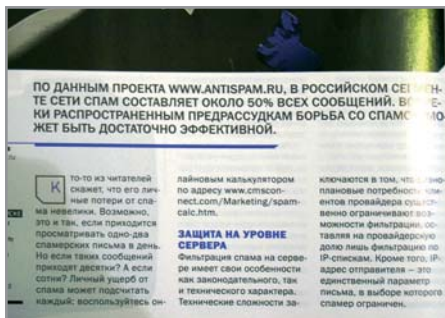 ПО ДАННЫМ ПРОЕКТА WWW.ANTISPAM.RU, В РОССИЙСКОМ СЕГМЕН-
ТЕ СЕТИ СПАМ СОСТАВЛЯЕТ ОКОЛО 50% ВСЕХ СООБЩЕНИЙ. ВОПРЕ-
КИ РАСПРОСТРАНЕННЫМ ПРЕДРАССУДКАМ БОРЬБА СО СПАМОМ МО-
ЖЕТ БЫТЬ ДОСТАТОЧНО ЭФФЕКТИВНОЙ.
К
то-то из читателей
скажет, что его лич-
ные потери от спа-
ма невелики. Возможно,
это и так, если приходится
просматривать одно-два
спамерских письма в день.
Но если таких сообщений
приходят десятки? А если
сотни? Личный ущерб от
спама может подсчитать
каждый: воспользуйтесь он-
лайновым калькулятором
по адресу www.cmscon-
nect.com/Marketing/spam-
calc.htm.
ЗАЩИТА НА УРОВНЕ
СЕРВЕРА
Фильтрация спама на серве-
ре имеет свои особенности
как законодательного, так
и технического характера.
Технические сложности за-
ключаются в том, что
плановые потребности кли-
ентов провайдера сущест-
венно ограничивают воз-
можности фильтрации, ос-
тавляя на провайдерскую
долю лишь фильтрацию по
IP-спискам. Кроме того, IP-
адрес отправителя – это
единственный параметр
письма, в выборе которого
спамер ограничен.